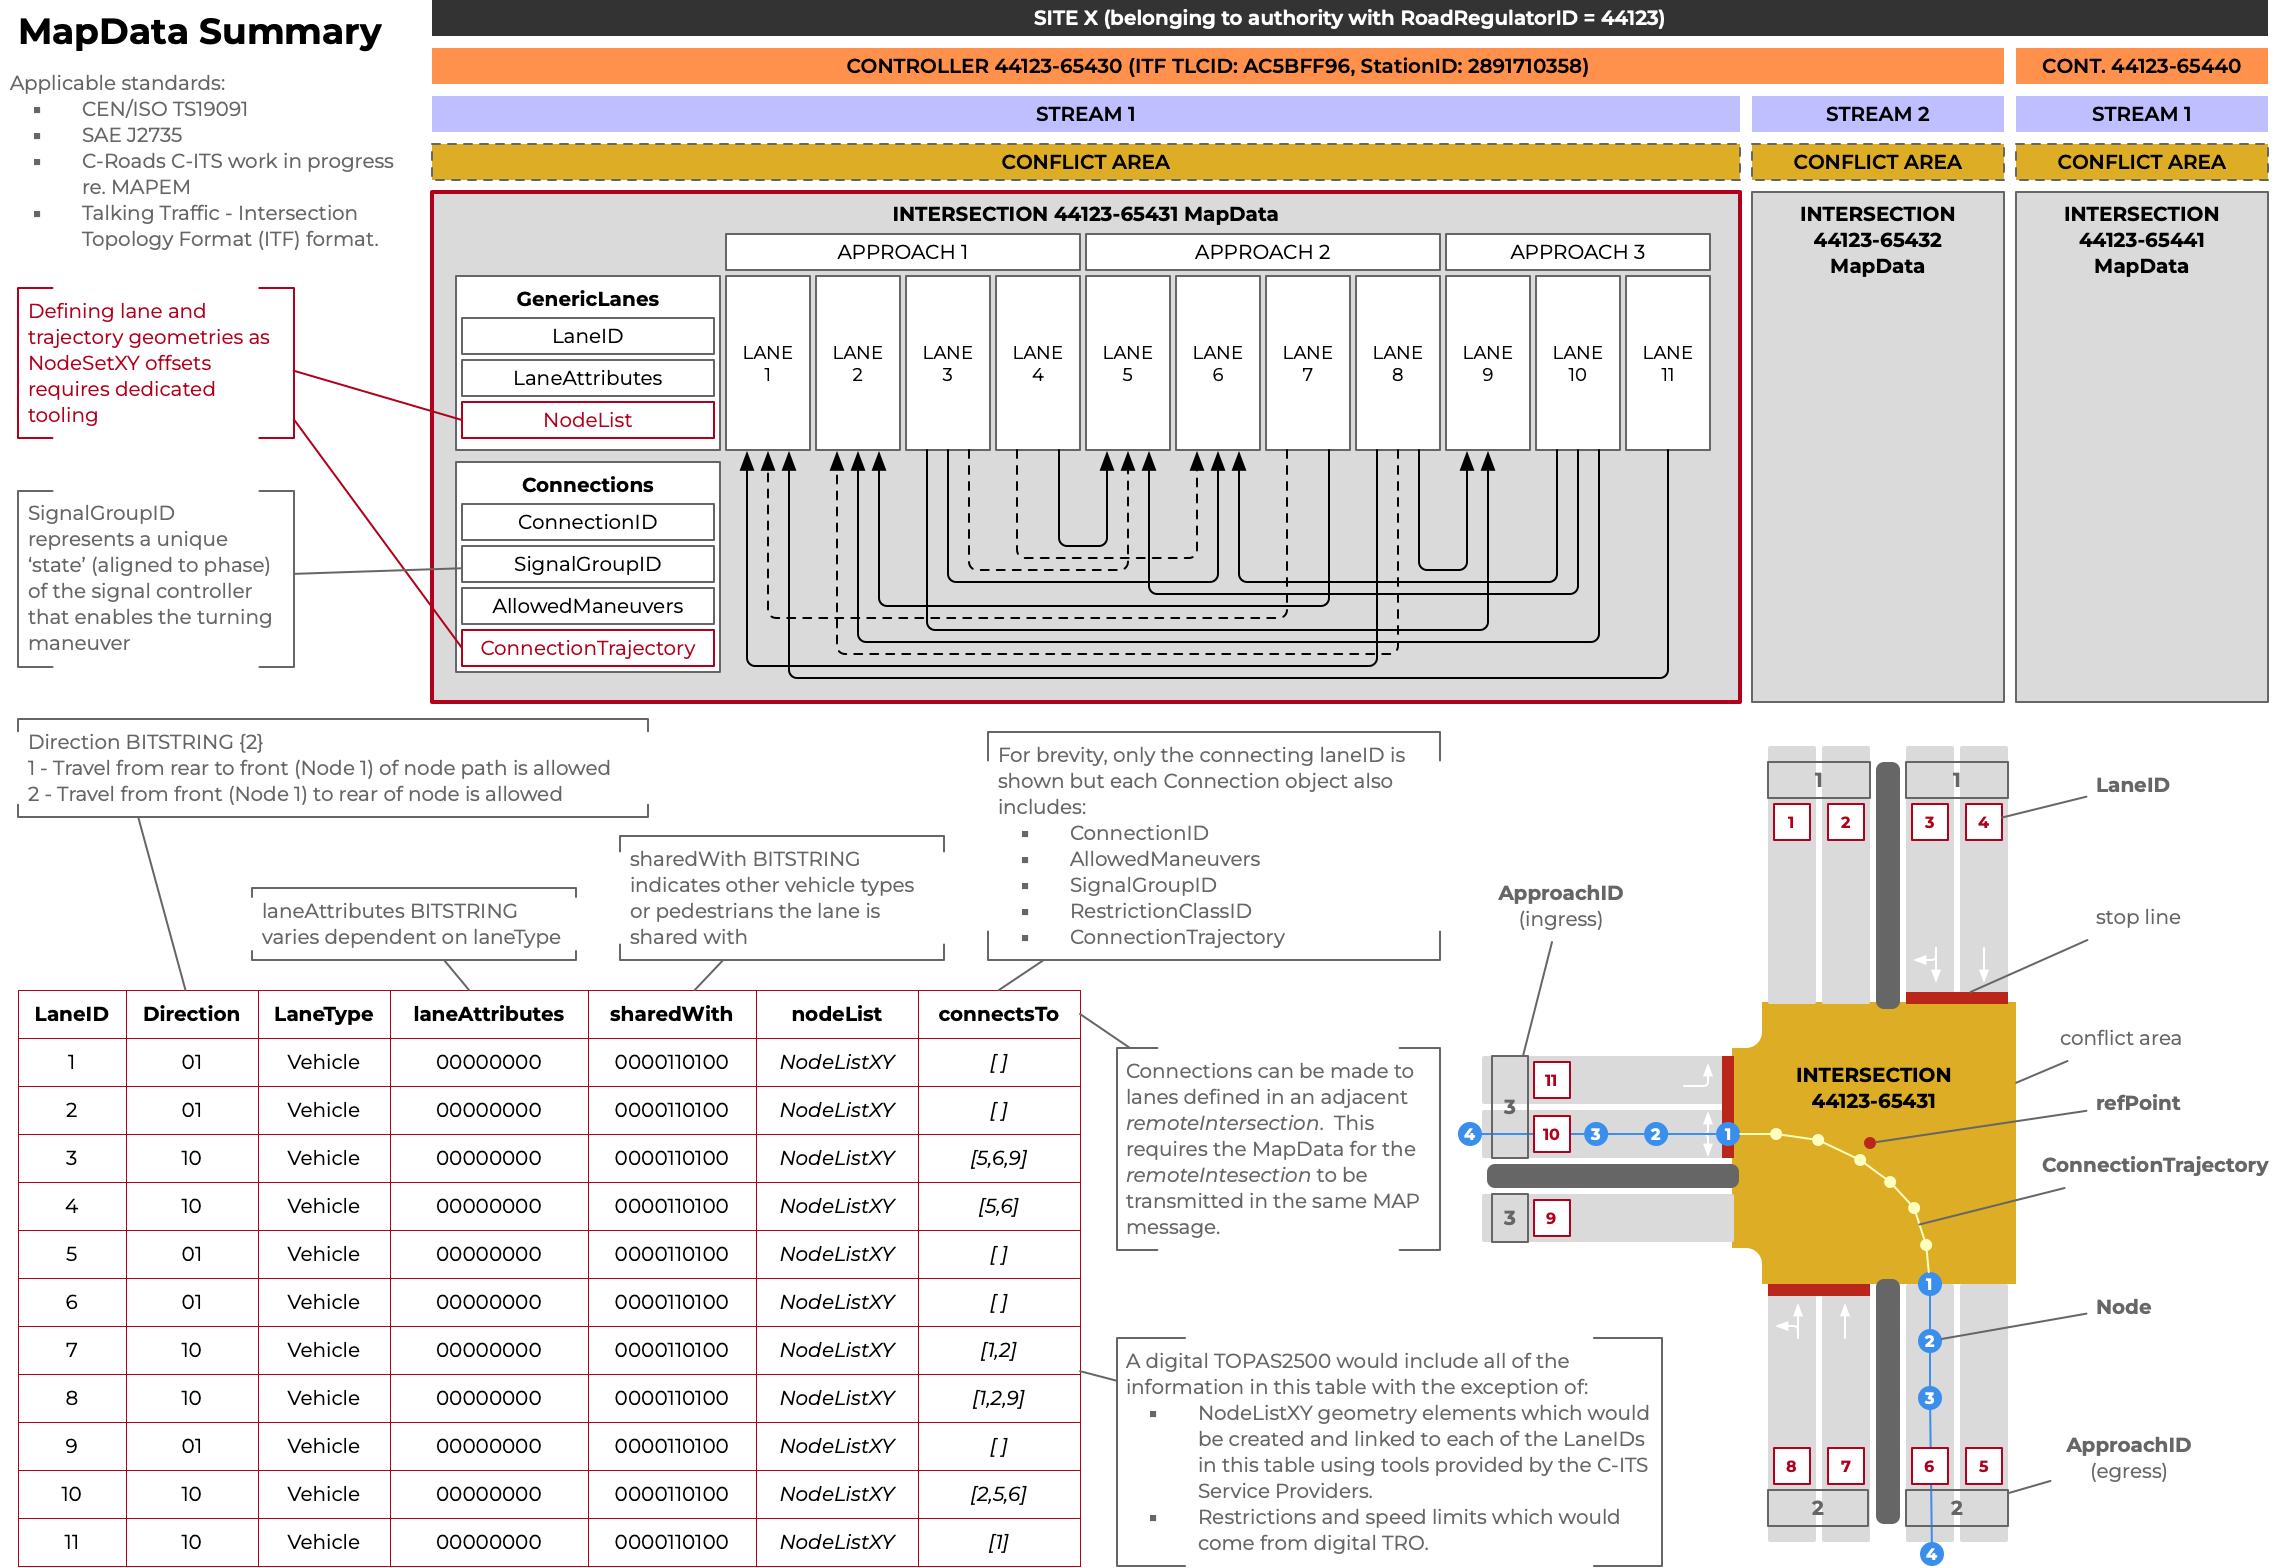 MapData Summary
Applicable standards:
▪ CEN/ISO TS19091
▪ SAE J2735
▪ C-Roads C-ITS work in progress
re. MAPEM
▪ Talking Traffic - Intersection
Topology Format (ITF) format.
SITE X (belonging to authority with RoadRegulatorID = 44123)
CONTROLLER 44123-65430 (ITF TLCID: AC5BFF96, StationID: 2891710358)
CONT. 44123-65440
STREAM 1
STREAM 2
STREAM 1
CONFLICT AREA
CONFLICT AREA
CONFLICT AREA
INTERSECTION 44123-65431 MapData
INTERSECTION
44123-65432
MapData
INTERSECTION
44123-65441
MapData
APPROACH 1
APPROACH 2
APPROACH 3
GenericLanes
LaneID
LaneAttributes
NodeList
LANE
1
LANE
2
LANE
3
LANE
4
LANE
5
LANE
6
LANE
7
LANE
8
LANE
9
LANE
10
LANE
11
Connections
ConnectionID
SignalGroupID
AllowedManeuvers
ConnectionTrajectory
Defining lane and
trajectory geometries as
NodeSetXY offsets
requires dedicated
tooling
SignalGroupID
represents a unique
‘state’ (aligned to phase)
of the signal controller
that enables the turning
maneuver
Direction BITSTRING {2}
1 - Travel from rear to front (Node 1) of node path is allowed
2 - Travel from front (Node 1) to rear of node is allowed
laneAttributes BITSTRING
varies dependent on laneType
sharedWith BITSTRING
indicates other vehicle types
or pedestrians the lane is
shared with
For brevity, only the connecting laneID is
shown but each Connection object also
includes:
▪ ConnectionID
▪ AllowedManeuvers
▪ SignalGroupID
▪ RestrictionClassID
▪ ConnectionTrajectory
LaneID Direction LaneType laneAttributes sharedWith nodeList connectsTo
1 01 Vehicle 00000000 0000110100 NodeListXY [ ]
2 01 Vehicle 00000000 0000110100 NodeListXY [ ]
3 10 Vehicle 00000000 0000110100 NodeListXY [5,6,9]
4 10 Vehicle 00000000 0000110100 NodeListXY [5,6]
5 01 Vehicle 00000000 0000110100 NodeListXY [ ]
6 01 Vehicle 00000000 0000110100 NodeListXY [ ]
7 10 Vehicle 00000000 0000110100 NodeListXY [1,2]
8 10 Vehicle 00000000 0000110100 NodeListXY [1,2,9]
9 01 Vehicle 00000000 0000110100 NodeListXY [ ]
10 10 Vehicle 00000000 0000110100 NodeListXY [2,5,6]
11 10 Vehicle 00000000 0000110100 NodeListXY [1]
Connections can be made to
lanes defined in an adjacent
remoteIntersection. This
requires the MapData for the
remoteIntesection to be
transmitted in the same MAP
message.
A digital TOPAS2500 would include all of the
information in this table with the exception of:
▪ NodeListXY geometry elements which would
be created and linked to each of the LaneIDs
in this table using tools provided by the C-ITS
Service Providers.
▪ Restrictions and speed limits which would
come from digital TRO.
1
1
1
2
3
4
LaneID
ApproachID
(ingress)
stop line
conflict area
INTERSECTION
44123-65431
refPoint
ConnectionTrajectory
3
11
4
10
3
2
1
3
9
1
2
3
Node
8
7
6
5
2
2
4
ApproachID
(egress)